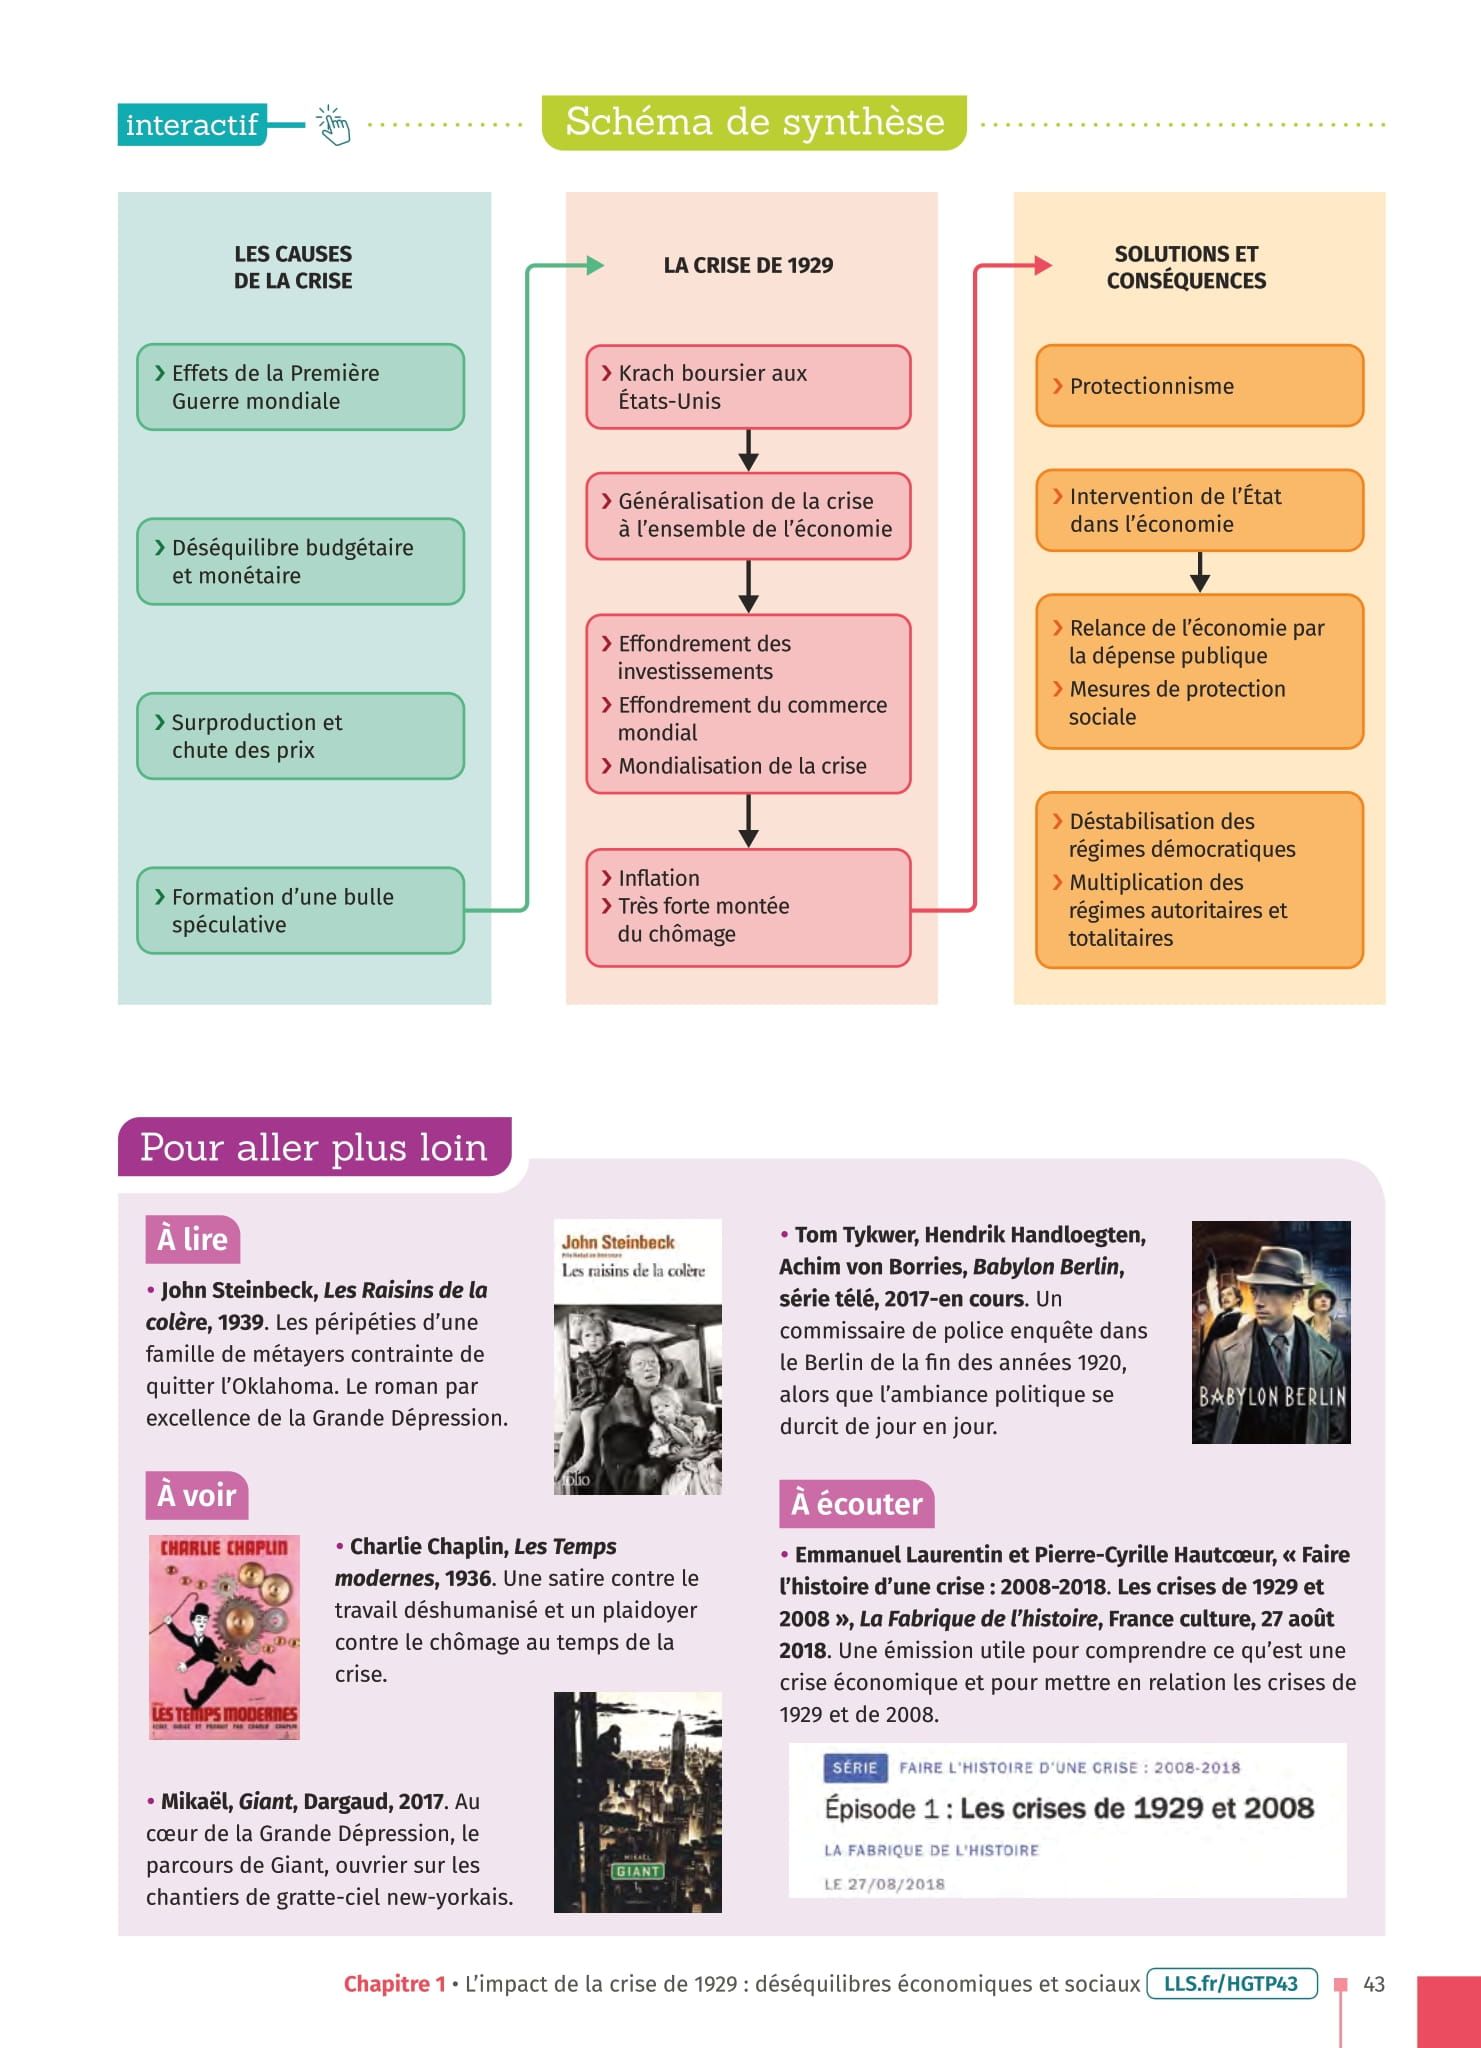 interactif
Schéma de synthèse
LES CAUSES
DE LA CRISE
❯ Effets de la Première
Guerre mondiale
❯ Déséquilibre budgétaire
et monétaire
❯ Surproduction et
chute des prix
❯ Formation d'une bulle
spéculative
LA CRISE DE 1929
❯ Krach boursier aux
États-Unis
❯ Généralisation de la crise
à l'ensemble de l'économie
❯ Effondrement des
investissements
❯ Effondrement du commerce
mondial
❯ Mondialisation de la crise
❯ Inflation
❯ Très forte montée
du chômage
SOLUTIONS ET
CONSÉQUENCES
❯ Protectionnisme
❯ Intervention de l'État
dans l'économie
❯ Relance de l'économie par
la dépense publique
❯ Mesures de protection
sociale
❯ Déstabilisation des
régimes démocratiques
❯ Multiplication des
régimes autoritaires et
totalitaires
Pour aller plus loin
À lire
• John Steinbeck, Les Raisins de la
colère, 1939. Les péripéties d'une
famille de métayers contrainte de
quitter l'Oklahoma. Le roman par
excellence de la Grande Dépression.
John Steinbeck
Les raisins de la colère
folio
À voir
CHARLIE CHAPLIN
LES TEMPS MODERNES
• Charlie Chaplin, Les Temps
modernes, 1936. Une satire contre le
travail déshumanisé et un plaidoyer
contre le chômage au temps de la
crise.
• Mikaël, Giant, Dargaud, 2017. Au
cœur de la Grande Dépression, le
parcours de Giant, ouvrier sur les
chantiers de gratte-ciel new-yorkais.
MIKAËL
GIANT
• Tom Tykwer, Hendrik Handloegten,
Achim von Borries, Babylon Berlin,
série télé, 2017-en cours. Un
commissaire de police enquête dans
le Berlin de la fin des années 1920,
alors que l'ambiance politique se
durcit de jour en jour.
BABYLON BERLIN
À écouter
• Emmanuel Laurentin et Pierre-Cyrille Hautcœur, « Faire
l'histoire d'une crise : 2008-2018. Les crises de 1929 et
2008 », La Fabrique de l'histoire, France culture, 27 août
2018. Une émission utile pour comprendre ce qu'est une
crise économique et pour mettre en relation les crises de
1929 et de 2008.
SÉRIE FAIRE L'HISTOIRE D'UNE CRISE : 2008-2018
Épisode 1 : Les crises de 1929 et 2008
LA FABRIQUE DE L'HISTOIRE
LE 27/08/2018
Chapitre 1 • L'impact de la crise de 1929 : déséquilibres économiques et sociaux LLS.fr/HGTP43 43